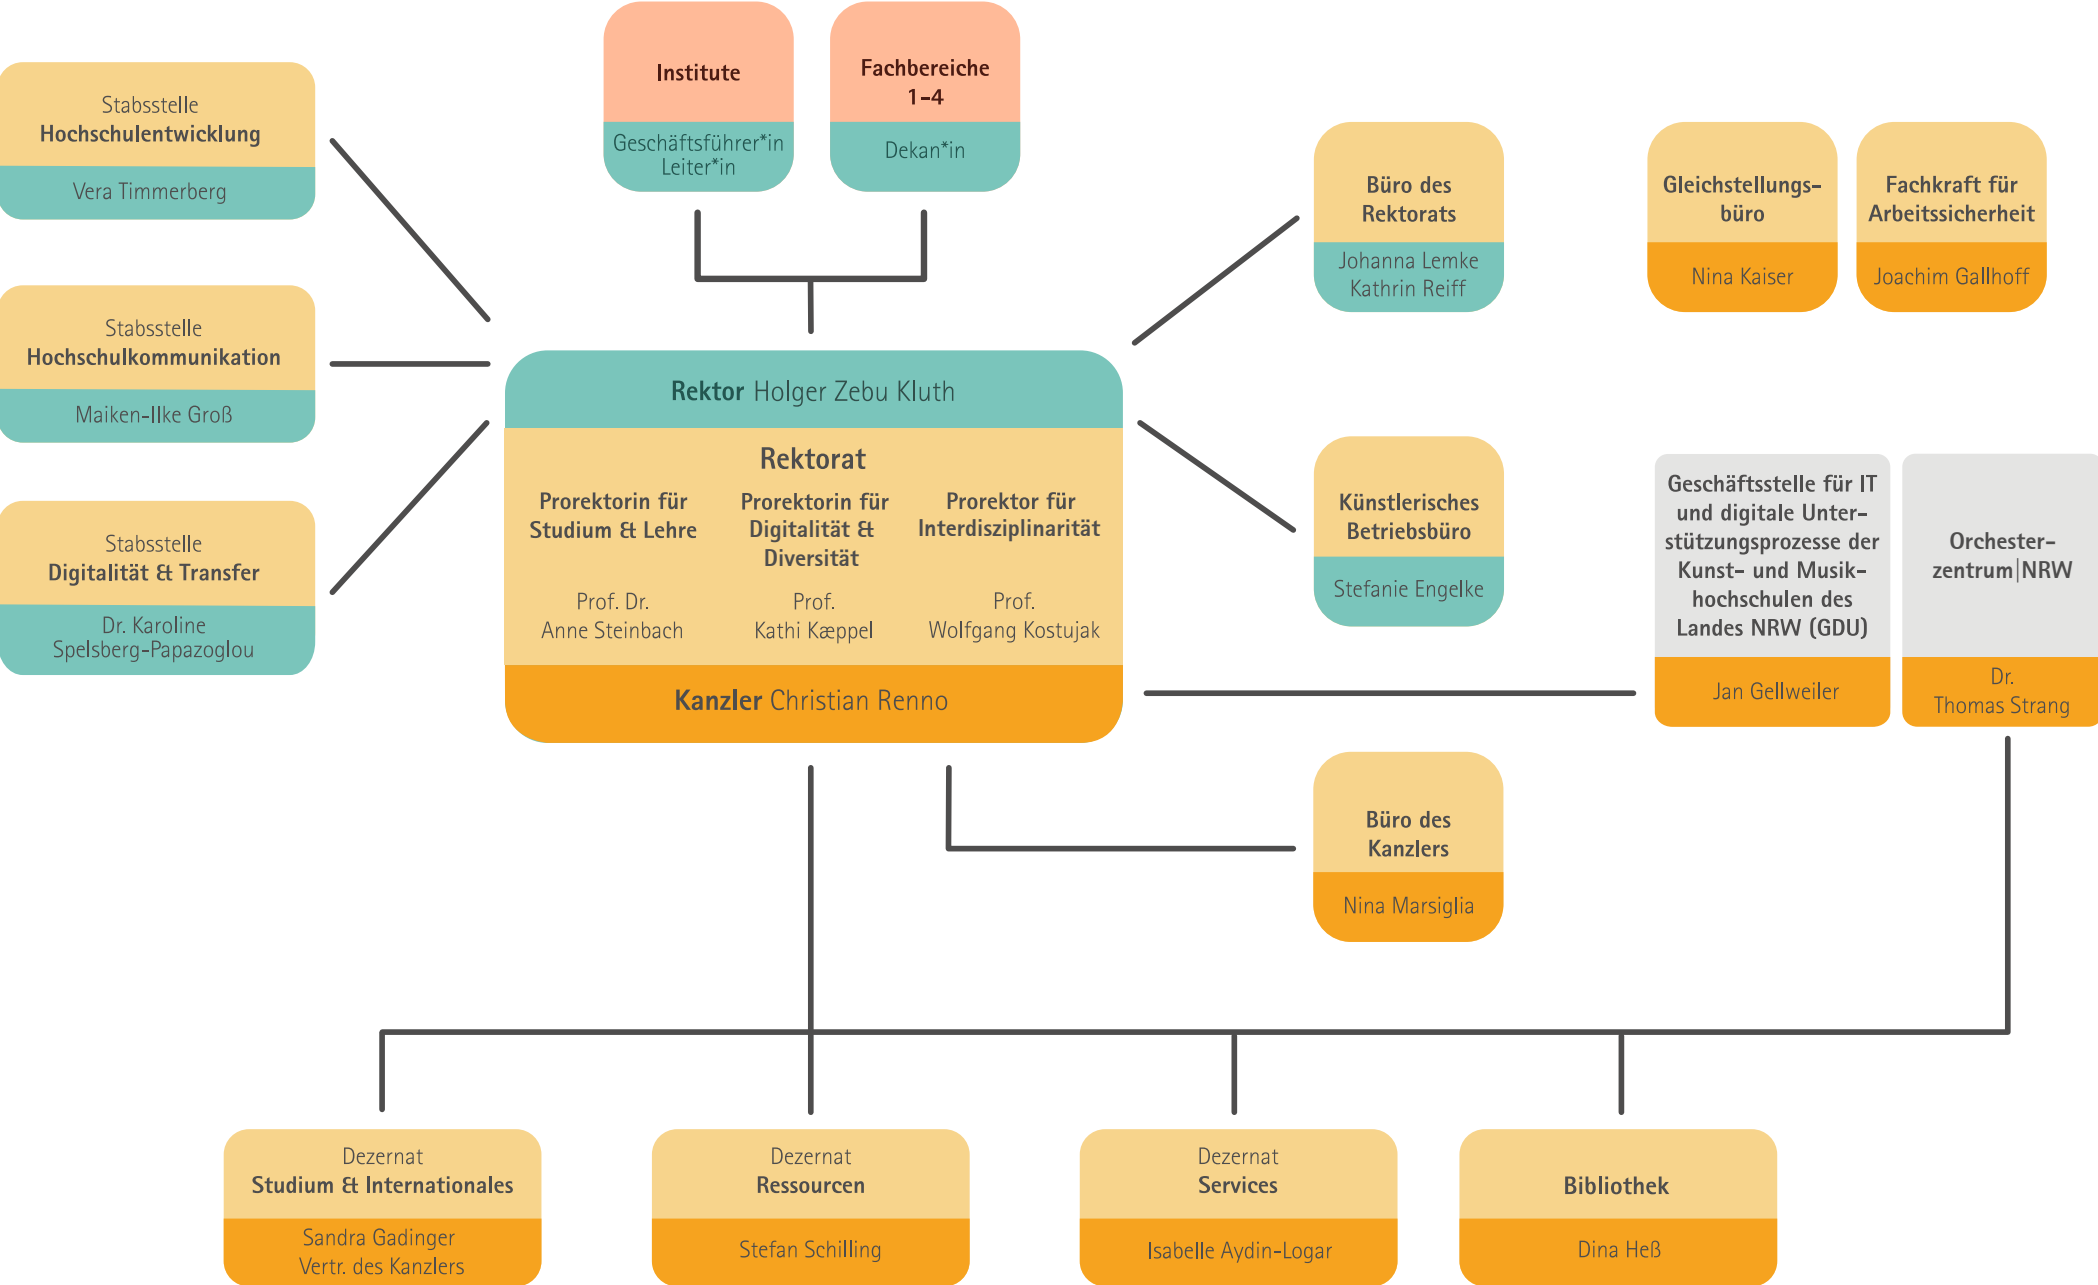 Institute
Geschäftsführer*in
Leiter*in
Fachbereiche
1-4
Dekan*in
Stabsstelle
Hochschulentwicklung
Vera Timmerberg
Stabsstelle
Hochschulkommunikation
Maiken-Ilke Groß
Stabsstelle
Digitalität & Transfer
Dr. Karoline
Spelsberg-Papazoglou
Büro des
Rektorats
Johanna Lemke
Kathrin Reiff
Gleichstellungs-
büro
Nina Kaiser
Fachkraft für
Arbeitssicherheit
Joachim Gallhoff
Rektor Holger Zebu Kluth
Rektorat
Prorektorin für
Studium & Lehre
Prof. Dr.
Anne Steinbach
Prorektorin für
Digitalität &
Diversität
Prof.
Kathi Kæppel
Prorektor für
Interdisziplinarität
Prof.
Wolfgang Kostujak
Kanzler Christian Renno
Künstlerisches
Betriebsbüro
Stefanie Engelke
Geschäftsstelle für IT
und digitale Unter-
stützungsprozesse der
Kunst- und Musik-
hochschulen des
Landes NRW (GDU)
Jan Gellweiler
Orchester-
zentrum|NRW
Dr.
Thomas Strang
Büro des
Kanzlers
Nina Marsiglia
Dezernat
Studium & Internationales
Sandra Gadinger
Vertr. des Kanzlers
Dezernat
Ressourcen
Stefan Schilling
Dezernat
Services
Isabelle Aydin-Logar
Bibliothek
Dina Heß